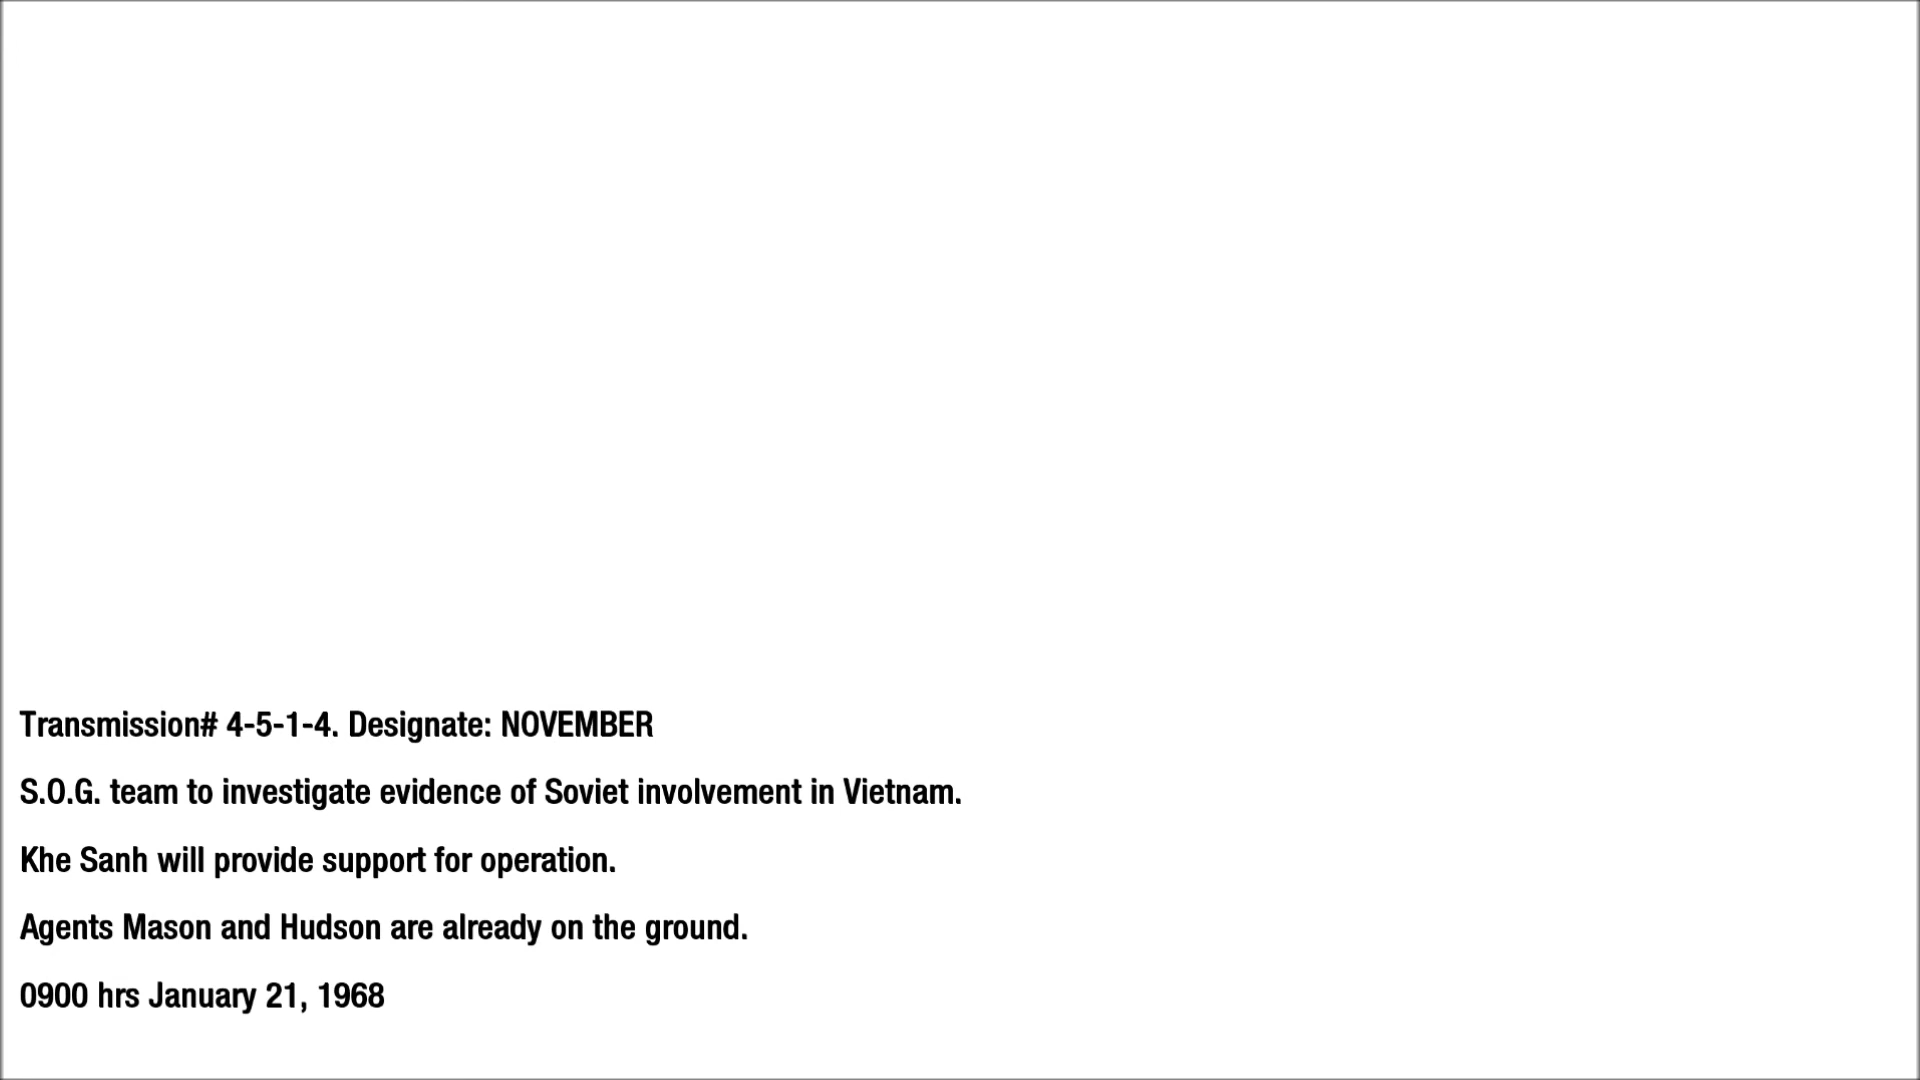 Transmission# 4-5-1-4. Designate: NOVEMBER
S.O.G. team to investigate evidence of Soviet involvement in Vietnam.
Khe Sanh will provide support for operation.
Agents Mason and Hudson are already on the ground.
0900 hrs January 21, 1968